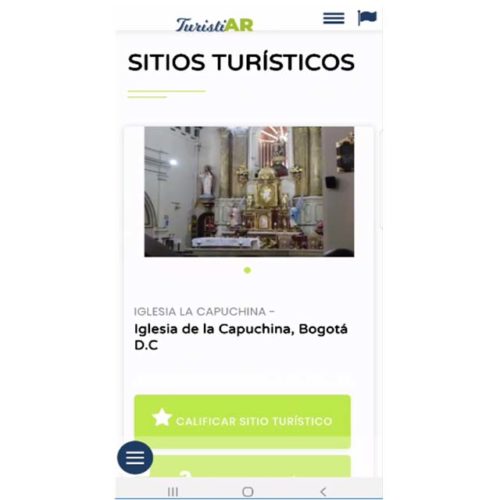 TuristiAR
SITIOS TURÍSTICOS
IGLESIA LA CAPUCHINA -
Iglesia de la Capuchina, Bogotá
D.C
CALIFICAR SITIO TURÍSTICO